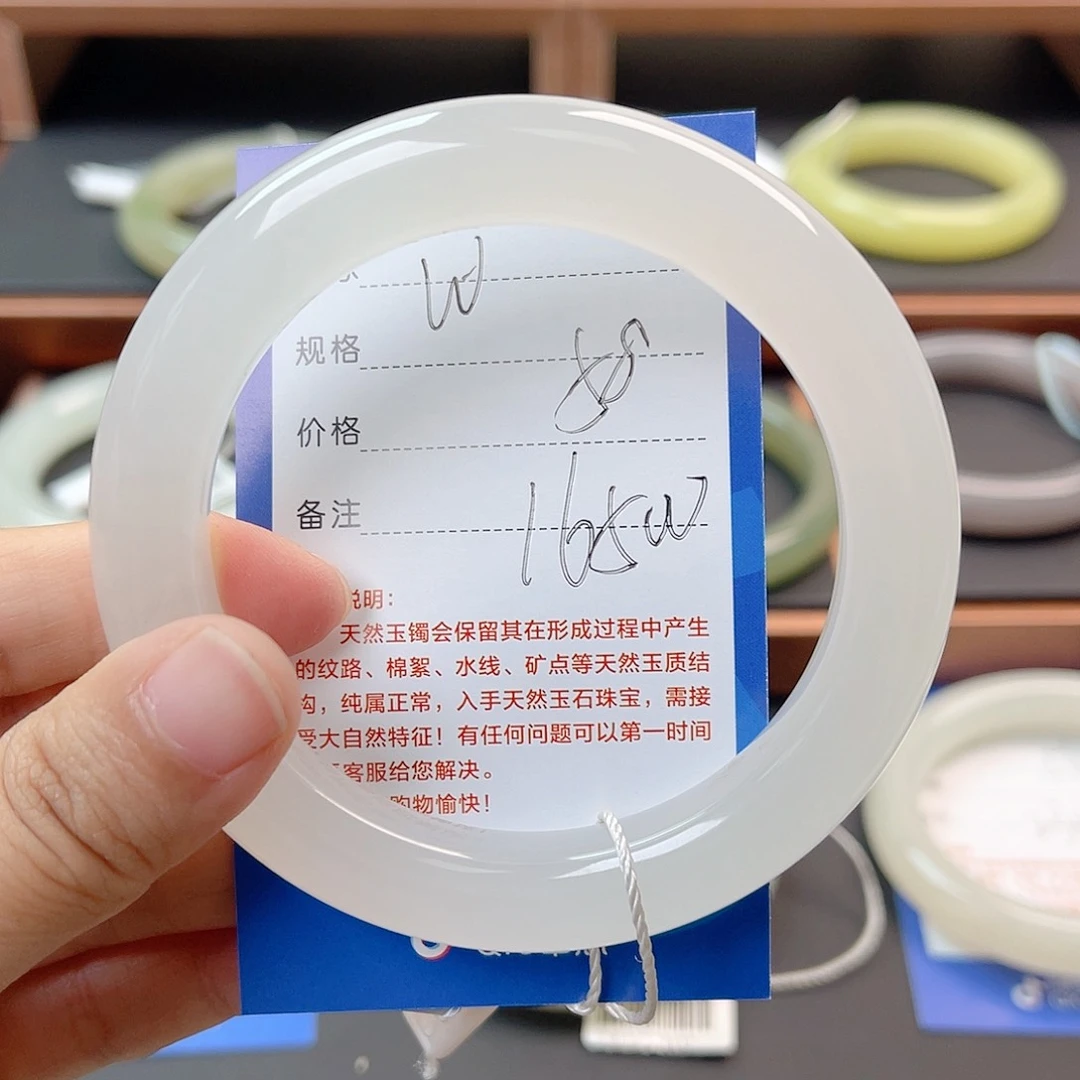 W
规格
58
价格
备注
165W
说明：
天然玉镯会保留其在形成过程中产生
的纹路、棉絮、水线、矿点等天然玉质结
构，纯属正常，入手天然玉石珠宝，需接
受大自然特征！有任何问题可以第一时间
客服给您解决。
购物愉快！